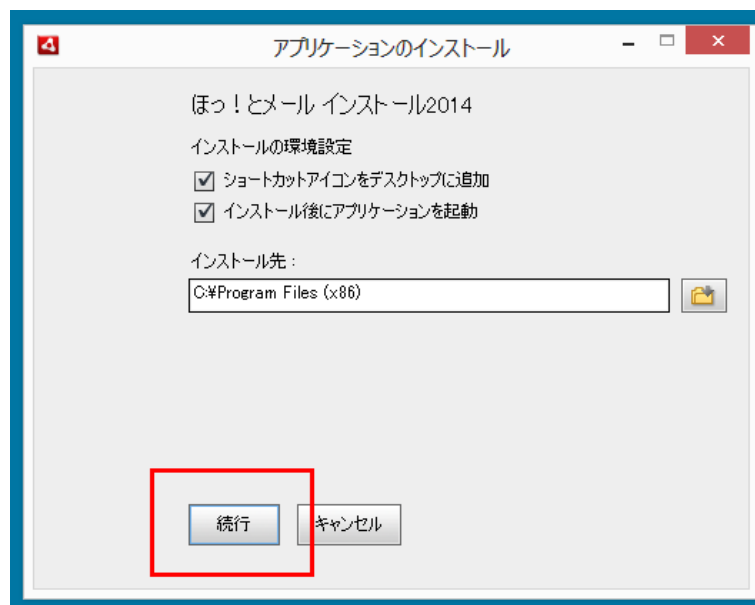 アプリケーションのインストール
ほっ！とメール インストール2014
インストールの環境設定
ショートカットアイコンをデスクトップに追加
インストール後にアプリケーションを起動
インストール先：
C:¥Program Files (x86)
続行
キャンセル